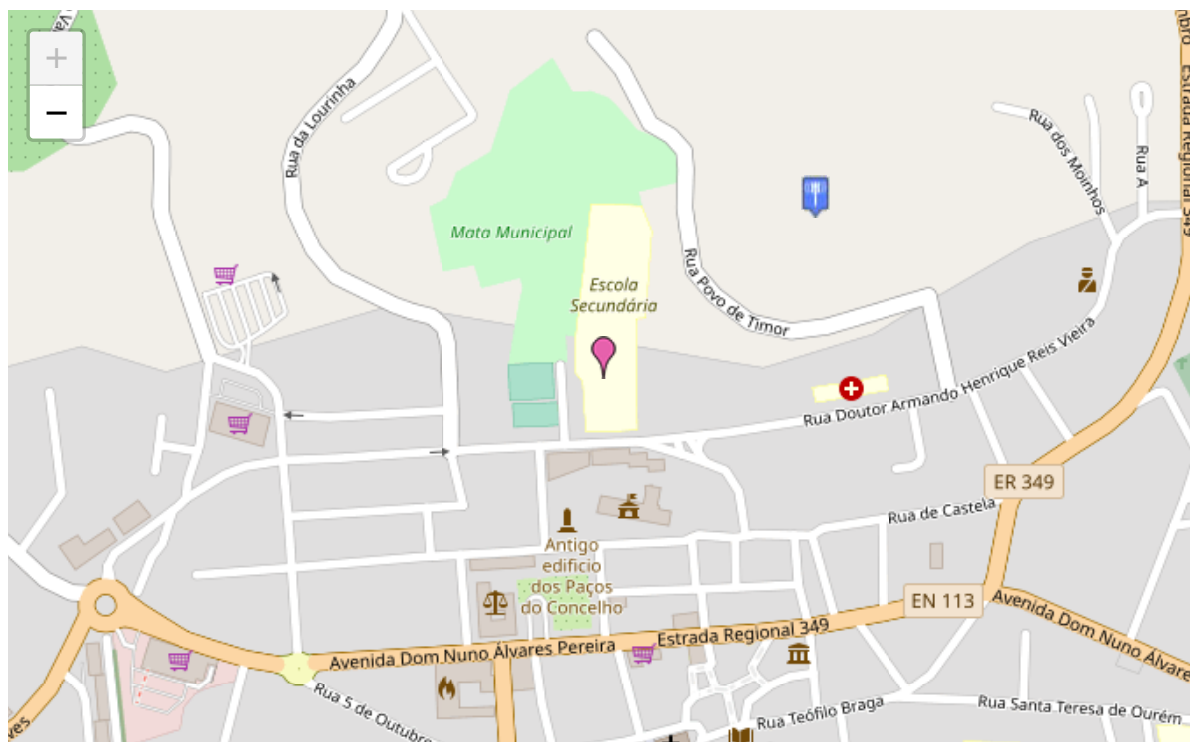 +
−
Rua da Lourinha
Mata Municipal
Escola
Secundária
Rua Povo de Timor
Rua dos Moinhos
Rua A
Estrada Regional 349
Rua Doutor Armando Henrique Reis Vieira
ER 349
Rua de Castela
Antigo
edificio
dos Paços
do Concelho
EN 113
Avenida Dom Nuno Álvares Pereira
Estrada Regional 349
Avenida Dom Nuno Álvare
Rua 5 de Outubro
Rua Teófilo Braga
Rua Santa Teresa de Ourém